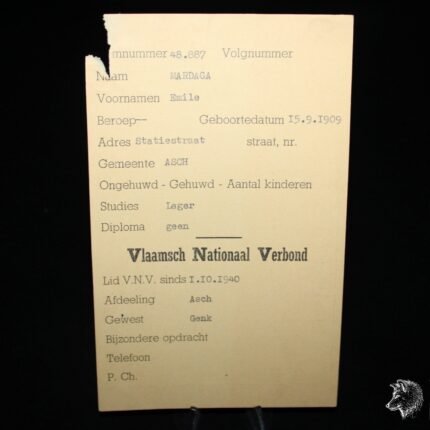 mnummer 48.887 Volgnummer
Naam MARDAGA
Voornamen Emile
Beroep-- Geboortedatum 15.9.1909
Adres Statiestraat straat, nr.
Gemeente ASCH
Ongehuwd - Gehuwd - Aantal kinderen
Studies Lager
Diploma geen
Vlaamsch Nationaal Verbond
Lid V.N.V. sinds 1.10.1940
Afdeeling Asch
Gewest Genk
Bijzondere opdracht
Telefoon
P. Ch.